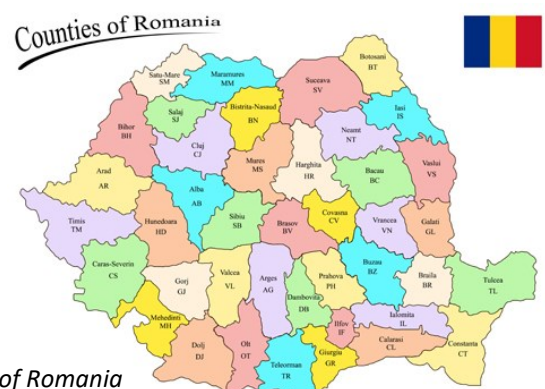 Counties of Romania
Botosani
BT
Satu-Mare
SM
Maramures
MM
Suceava
SV
Salaj
SJ
Bistrita-Nasaud
BN
Iasi
IS
Bihor
BH
Cluj
CJ
Neamt
NT
Mures
MS
Harghita
HR
Bacau
BC
Vaslui
VS
Arad
AR
Alba
AB
Timis
TM
Hunedoara
HD
Sibiu
SB
Brasov
BV
Covasna
CV
Vrancea
VN
Galati
GL
Caras-Severin
CS
Gorj
GJ
Valcea
VL
Arges
AG
Prahova
PH
Buzau
BZ
Braila
BR
Tulcea
TL
Dambovita
DB
Mehedinti
MH
Ialomita
IL
Ilfov
IF
Dolj
DJ
Olt
OT
Calarasi
CL
Constanta
CT
Giurgiu
GR
Teleorman
TR
of Romania